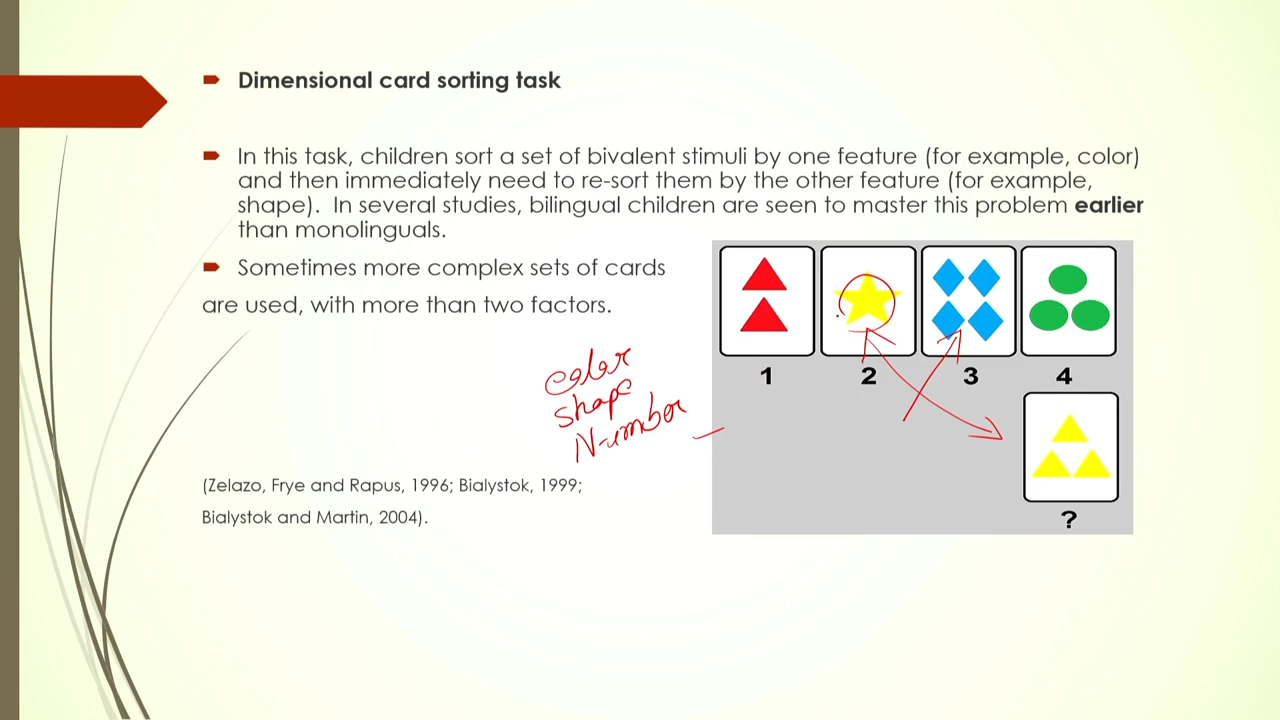 Dimensional card sorting task
In this task, children sort a set of bivalent stimuli by one feature (for example, color)
and then immediately need to re-sort them by the other feature (for example,
shape).  In several studies, bilingual children are seen to master this problem earlier
than monolinguals.
Sometimes more complex sets of cards
are used, with more than two factors.
color
shape
Number
1 2 3 4
?
(Zelazo, Frye and Rapus, 1996; Bialystok, 1999;
Bialystok and Martin, 2004).